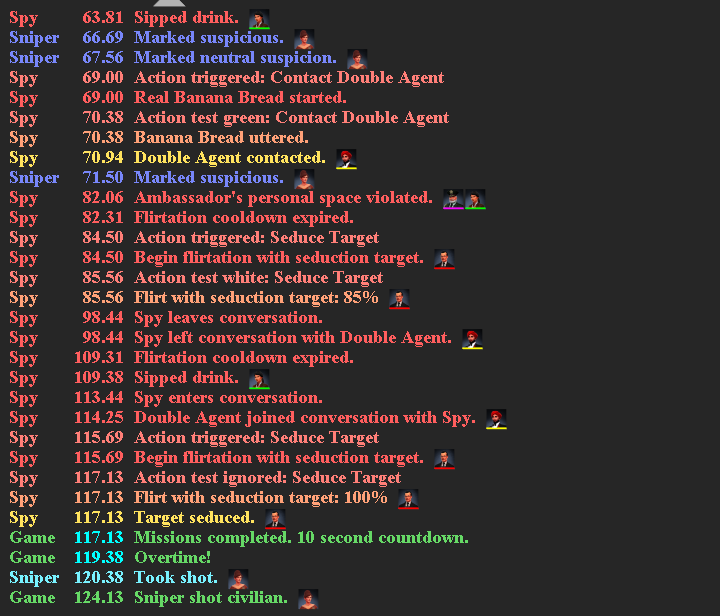 Spy 63.81 Sipped drink.
Sniper 66.69 Marked suspicious.
Sniper 67.56 Marked neutral suspicion.
Spy 69.00 Action triggered: Contact Double Agent
Spy 69.00 Real Banana Bread started.
Spy 70.38 Action test green: Contact Double Agent
Spy 70.38 Banana Bread uttered.
Spy 70.94 Double Agent contacted.
Sniper 71.50 Marked suspicious.
Spy 82.06 Ambassador's personal space violated.
Spy 82.31 Flirtation cooldown expired.
Spy 84.50 Action triggered: Seduce Target
Spy 84.50 Begin flirtation with seduction target.
Spy 85.56 Action test white: Seduce Target
Spy 85.56 Flirt with seduction target: 85%
Spy 98.44 Spy leaves conversation.
Spy 98.44 Spy left conversation with Double Agent.
Spy 109.31 Flirtation cooldown expired.
Spy 109.38 Sipped drink.
Spy 113.44 Spy enters conversation.
Spy 114.25 Double Agent joined conversation with Spy.
Spy 115.69 Action triggered: Seduce Target
Spy 115.69 Begin flirtation with seduction target.
Spy 117.13 Action test ignored: Seduce Target
Spy 117.13 Flirt with seduction target: 100%
Spy 117.13 Target seduced.
Game 117.13 Missions completed. 10 second countdown.
Game 119.38 Overtime!
Sniper 120.38 Took shot.
Game 124.13 Sniper shot civilian.